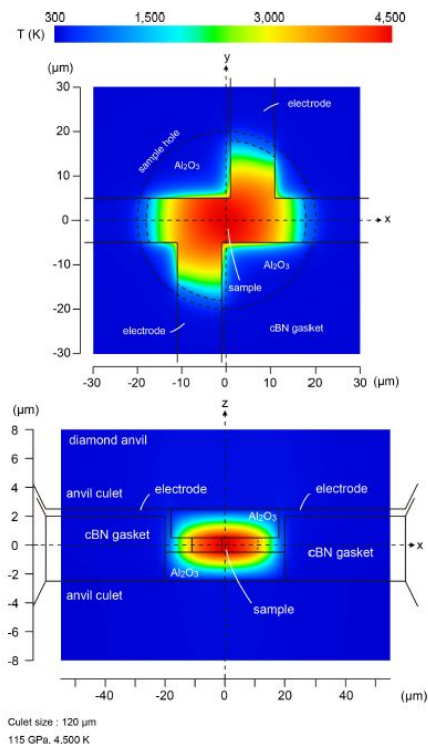 300 1,500 3,000 4,500
T (K)
(µm)
y
30
electrode
20
sample hole
Al2O3
10
0
x
-10
Al2O3
sample
-20
electrode
cBN gasket
-30
-30 -20 -10 0 10 20 30 (µm)
(µm)
z
8
diamond anvil
6
electrode
electrode
4
anvil culet
2
Al2O3
cBN gasket
0
x
cBN gasket
Al2O3
-2
anvil culet
sample
-4
-6
-8
-40 -20 0 20 40 (µm)
Culet size : 120 µm
115 GPa, 4,500 K